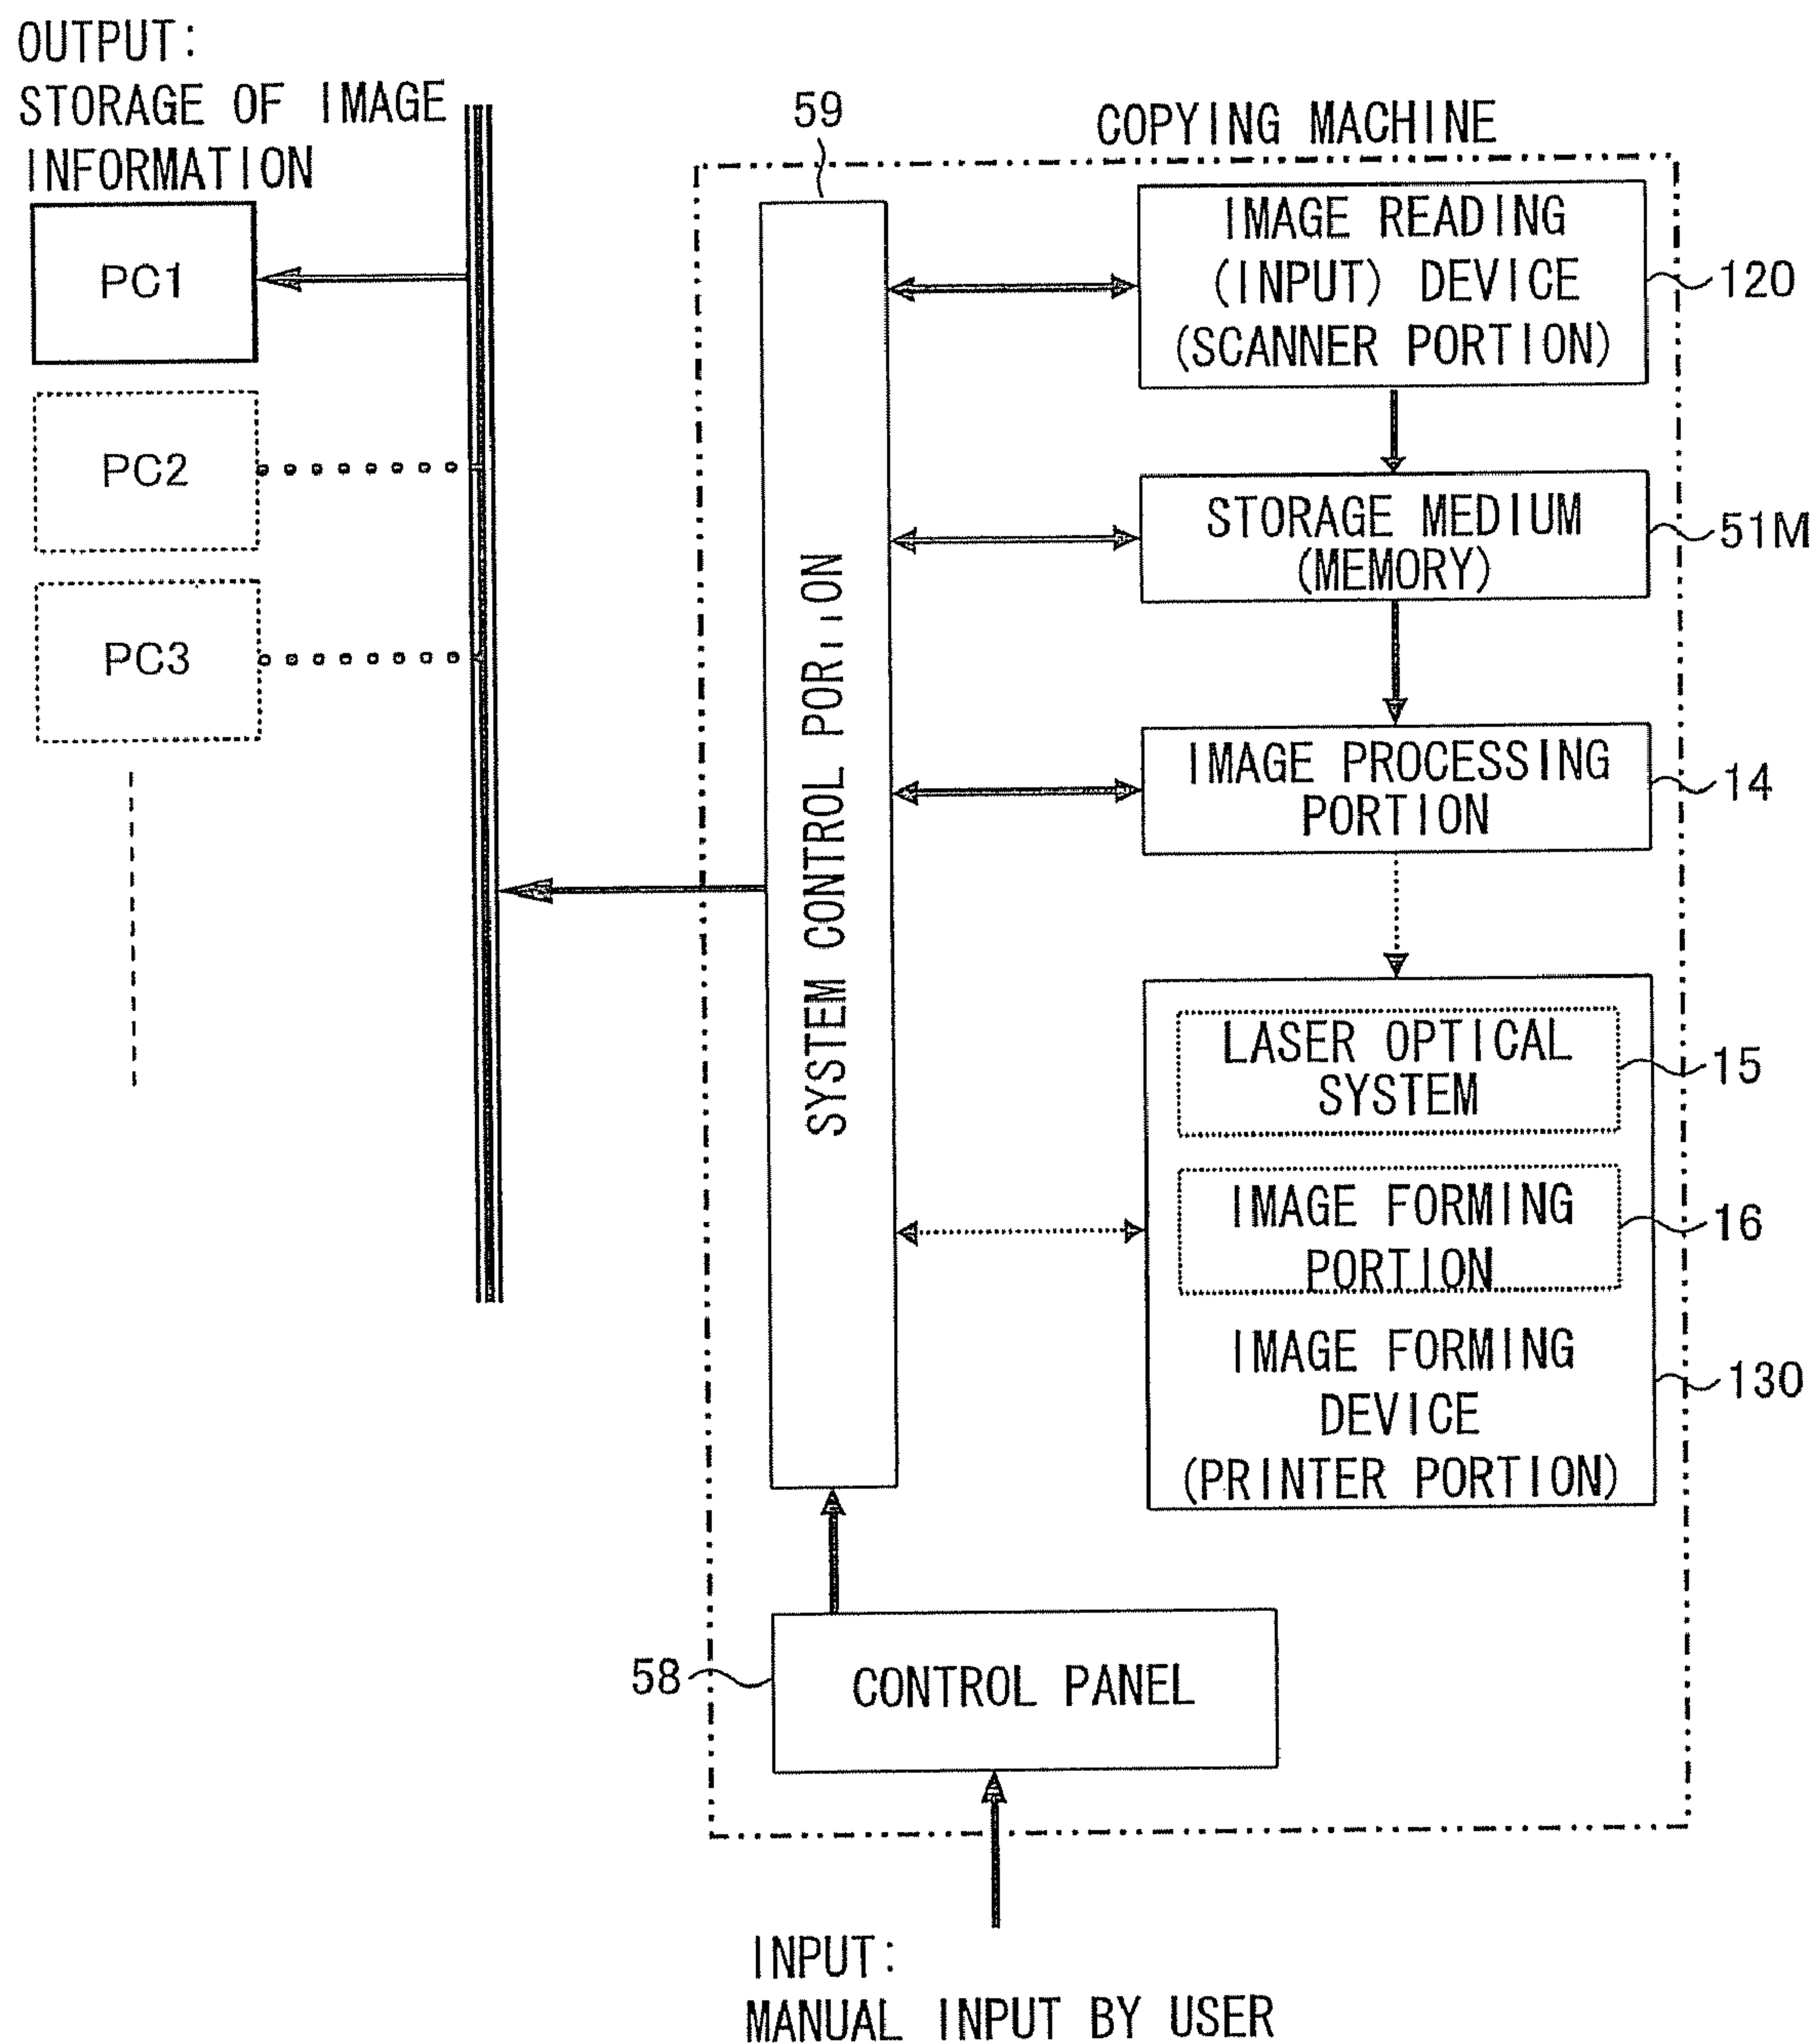 OUTPUT:
STORAGE OF IMAGE
INFORMATION
PC1
PC2
PC3
59
COPYING MACHINE
SYSTEM CONTROL PORTION
IMAGE READING
(INPUT) DEVICE
(SCANNER PORTION)
120
STORAGE MEDIUM
(MEMORY)
51M
IMAGE PROCESSING
PORTION
14
LASER OPTICAL
SYSTEM
15
IMAGE FORMING
PORTION
16
IMAGE FORMING
DEVICE
(PRINTER PORTION)
130
58
CONTROL PANEL
INPUT:
MANUAL INPUT BY USER